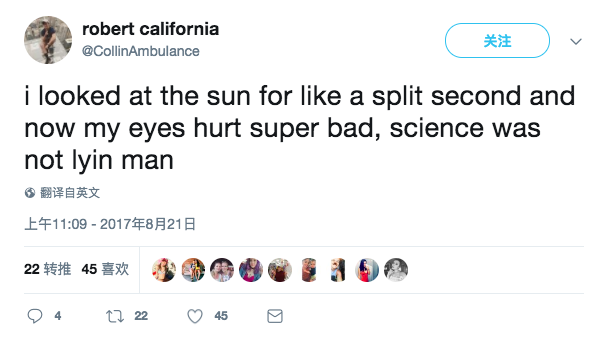 robert california
@CollinAmbulance
关注
i looked at the sun for like a split second and
now my eyes hurt super bad, science was
not lyin man
翻译自英文
上午11:09 - 2017年8月21日
22 转推 45 喜欢
4 22 45